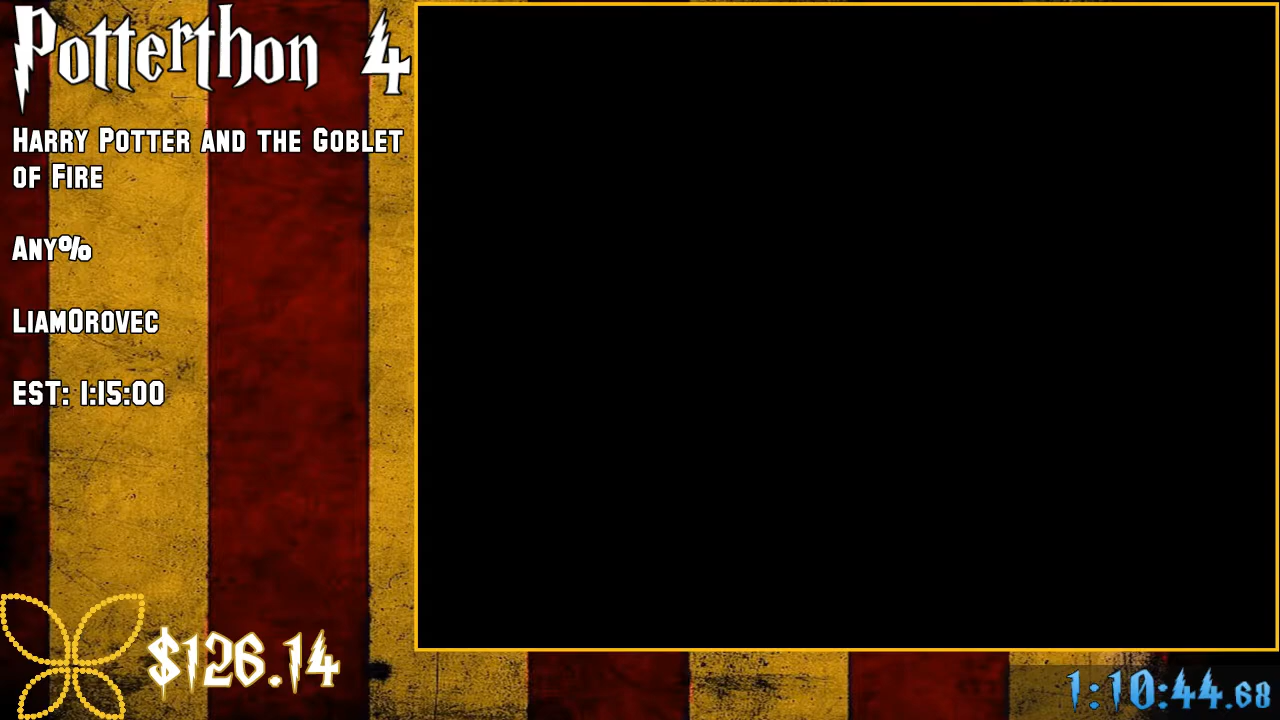 Potterthon 4
Harry Potter and the Goblet
of Fire
Any%
LiamOrovec
EST: 1:15:00
$126.14
1:10:44.68